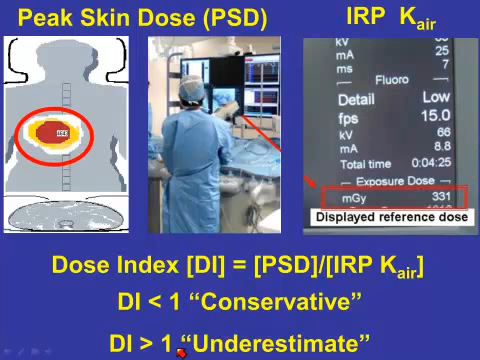 Peak Skin Dose (PSD)
IRP Kair
kV
mA 25
ms 7
Fluoro
Detail Low
fps 15.0
kV 66
mA 8.8
Total time 0:04:25
Exposure Dose
mGy 331
Displayed reference dose
Dose Index [DI] = [PSD]/[IRP Kair]
DI < 1 “Conservative”
DI > 1 “Underestimate”